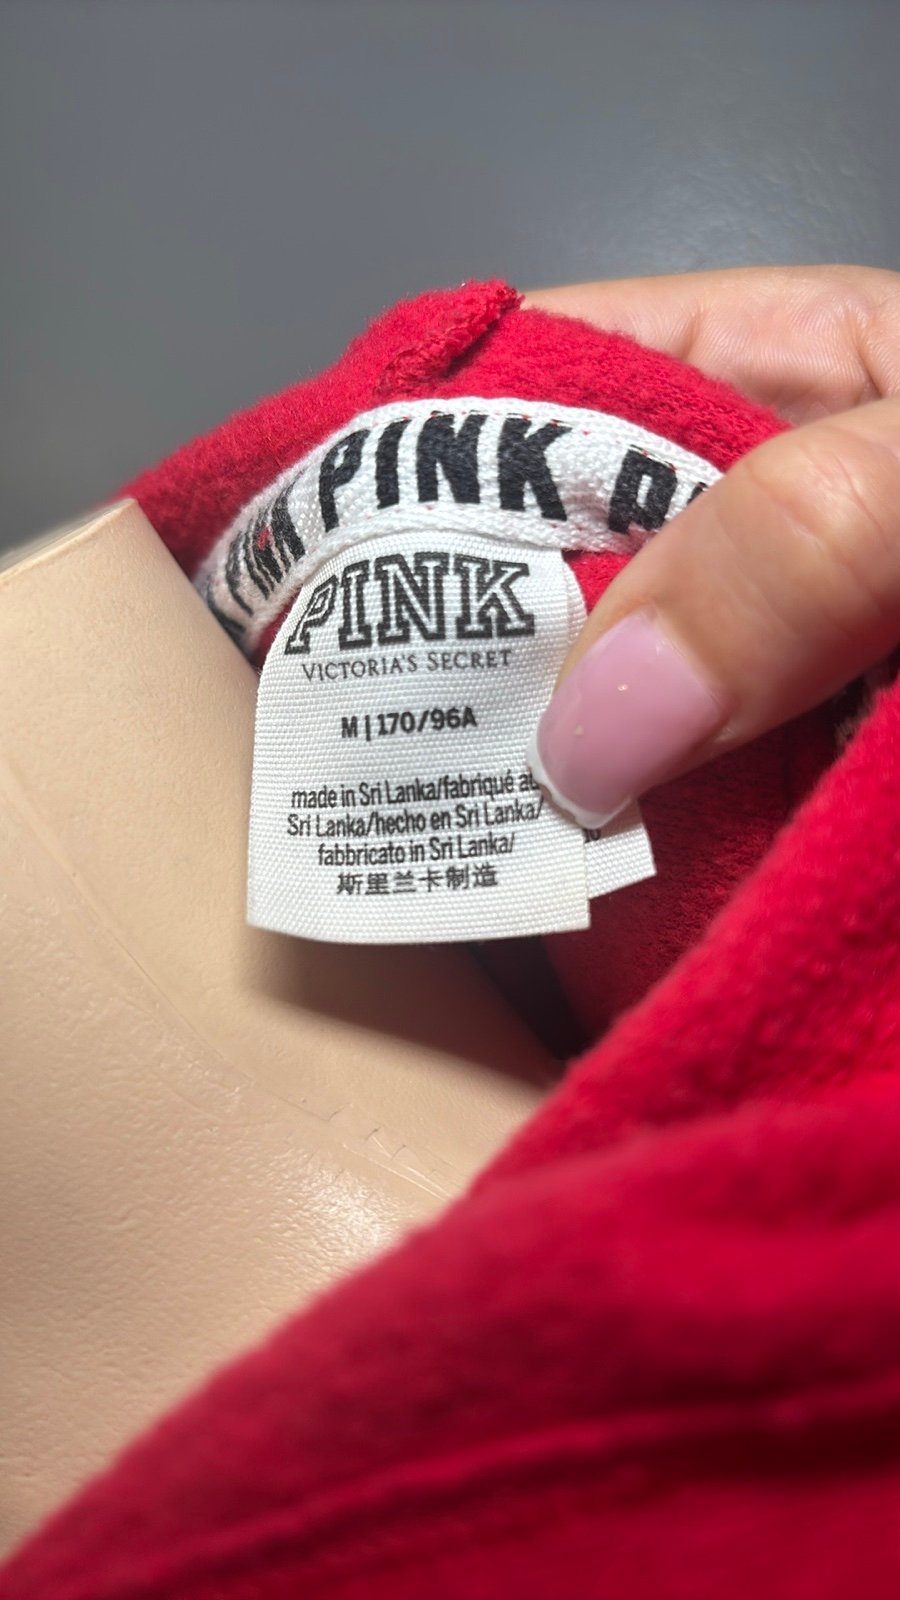 PINK
PINK
VICTORIA'S SECRET
M | 170/96A
made in Sri Lanka/fabriqué au
Sri Lanka/hecho en Sri Lanka/
fabbricato in Sri Lanka/
斯里兰卡制造